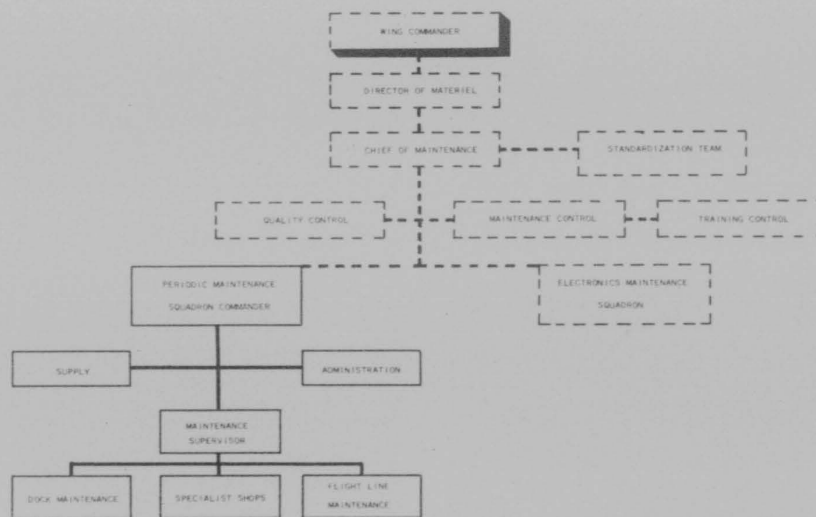 WING COMMANDER
DIRECTOR OF MATERIEL
CHIEF OF MAINTENANCE
STANDARDIZATION TEAM
QUALITY CONTROL
MAINTENANCE CONTROL
TRAINING CONTROL
PERIODIC MAINTENANCE
SQUADRON COMMANDER
ELECTRONICS MAINTENANCE
SQUADRON
SUPPLY
ADMINISTRATION
MAINTENANCE
SUPERVISOR
DOCK MAINTENANCE
SPECIALIST SHOPS
FLIGHT LINE
MAINTENANCE